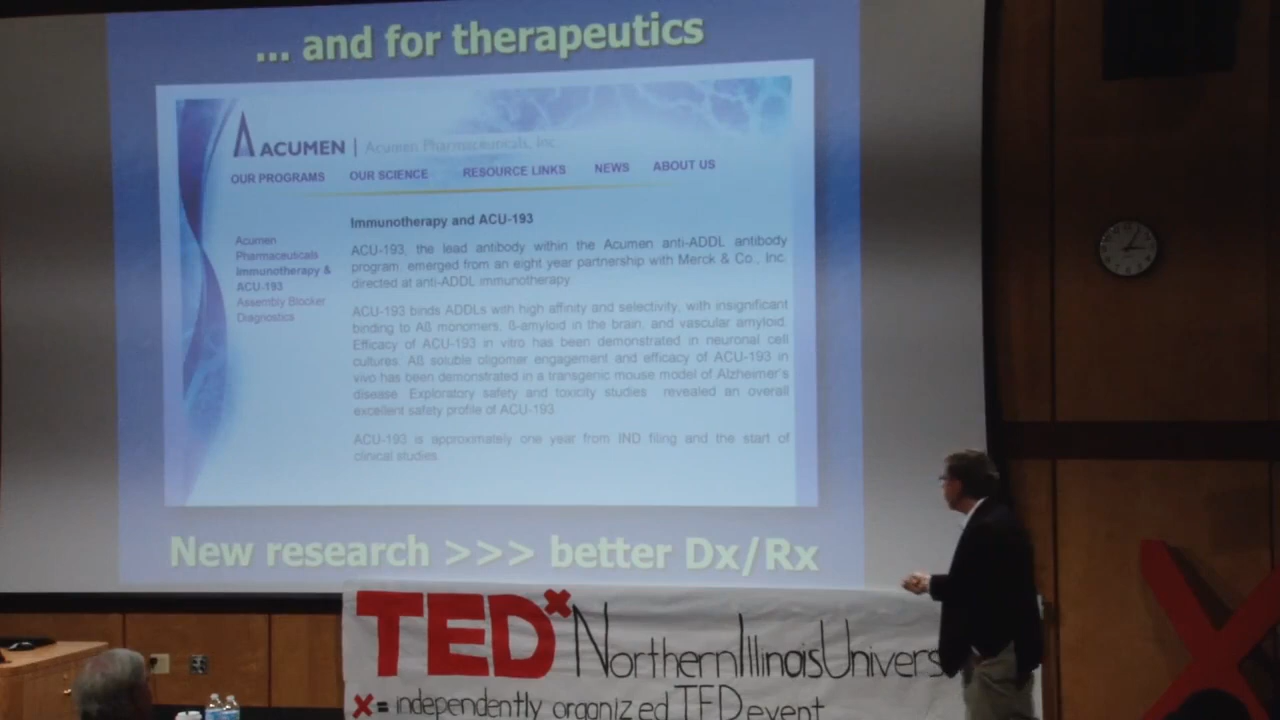 ... and for therapeutics
ACUMEN | Acumen Pharmaceuticals, Inc.
OUR PROGRAMS OUR SCIENCE RESOURCE LINKS NEWS ABOUT US
Acumen
Pharmaceuticals
Immunotherapy &
ACU-193
Assembly Blocker
Diagnostics
Immunotherapy and ACU-193
ACU-193, the lead antibody within the Acumen anti-ADDL antibody
program, emerged from an eight year partnership with Merck & Co., Inc.
directed at anti-ADDL immunotherapy
ACU-193 binds ADDLs with high affinity and selectivity, with insignificant
binding to Aß monomers, ß-amyloid in the brain, and vascular amyloid.
Efficacy of ACU-193 in vitro has been demonstrated in neuronal cell
cultures. Aß soluble oligomer engagement and efficacy of ACU-193 in
vivo has been demonstrated in a transgenic mouse model of Alzheimer's
disease. Exploratory safety and toxicity studies revealed an overall
excellent safety profile of ACU-193.
ACU-193 is approximately one year from IND filing and the start of
clinical studies.
New research >>> better Dx/Rx
TEDx NorthernIllinoisUnivers
x = independently organized TED event